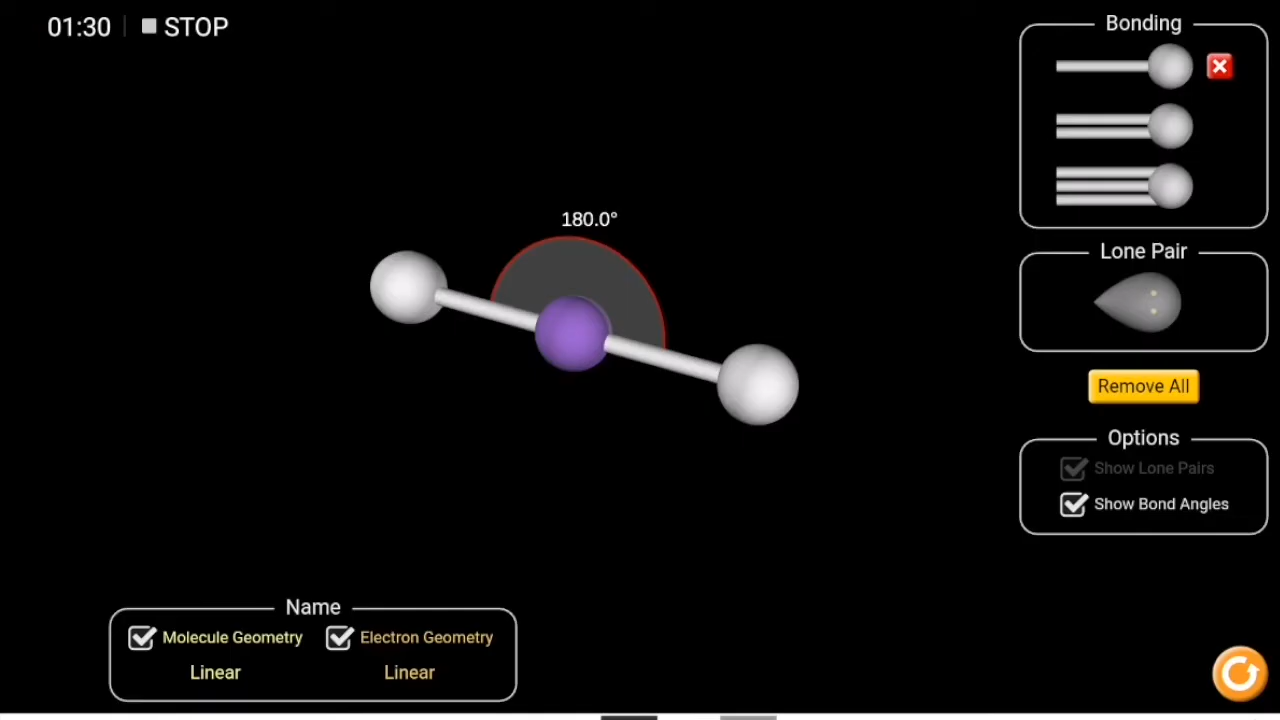 01:30 STOP
Bonding
180.0°
Lone Pair
Remove All
Options
Show Lone Pairs
Show Bond Angles
Name
Molecule Geometry Electron Geometry
Linear Linear